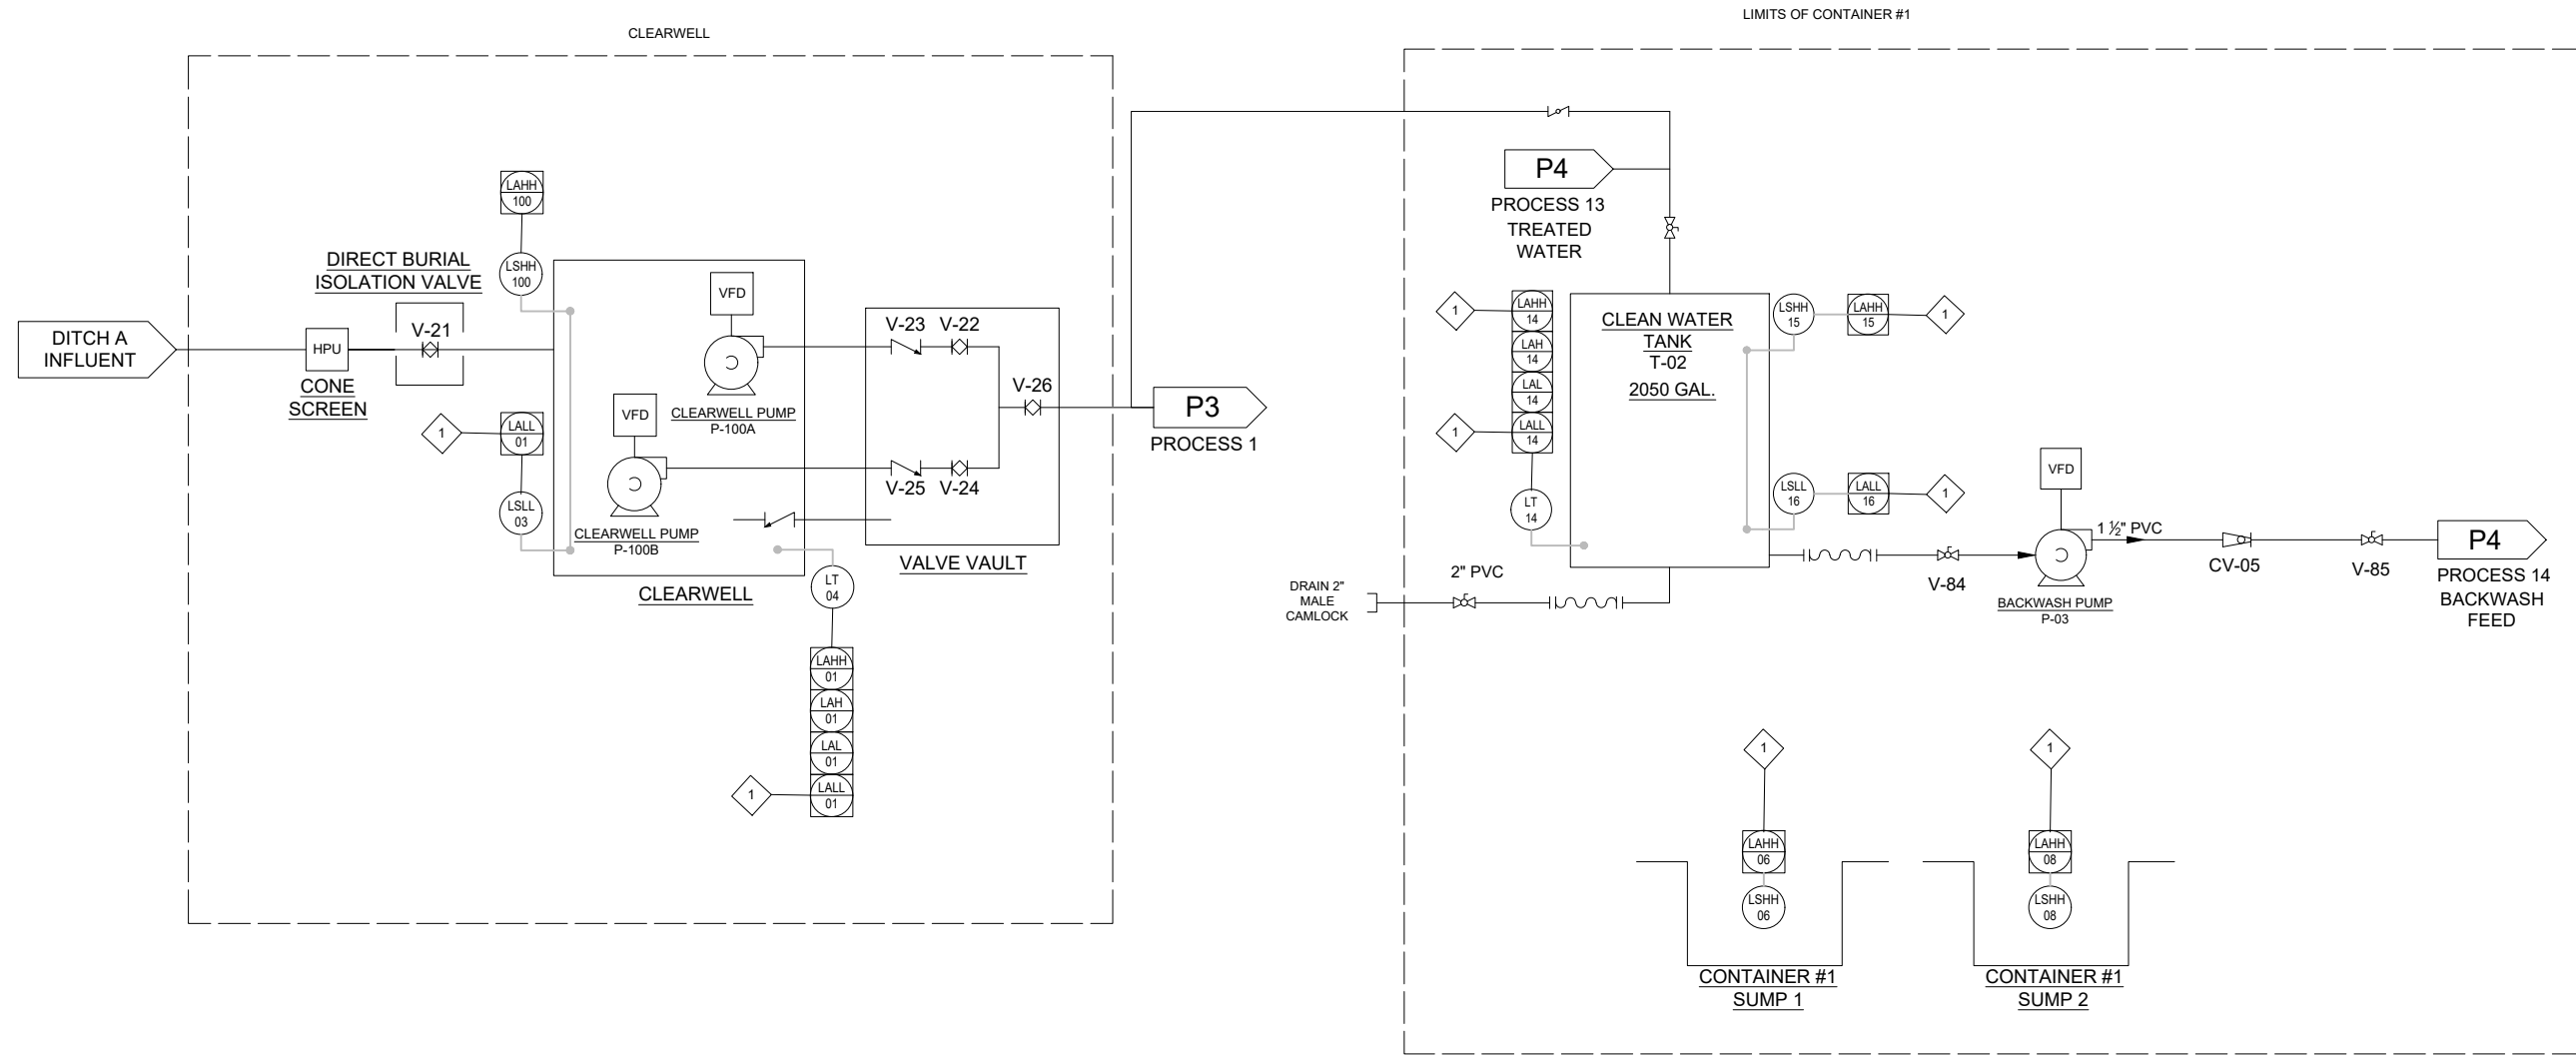 LIMITS OF CONTAINER #1
CLEARWELL
LAHH
100
LSHH
100
DIRECT BURIAL
ISOLATION VALVE
V-21
DITCH A
INFLUENT
HPU
CONE
SCREEN
1
LALL
01
LSLL
03
VFD
CLEARWELL PUMP
P-100A
VFD
CLEARWELL PUMP
P-100B
CLEARWELL
V-23
V-22
V-26
V-25
V-24
VALVE VAULT
LT
04
LAHH
01
LAH
01
LAL
01
LALL
01
1
P3
PROCESS 1
P4
PROCESS 13
TREATED
WATER
1
LAHH
14
LAH
14
LAL
14
1
LALL
14
LT
14
CLEAN WATER
TANK
T-02
2050 GAL.
LSHH
15
LAHH
15
1
LSLL
16
LALL
16
1
2" PVC
DRAIN 2"
MALE
CAMLOCK
V-84
VFD
BACKWASH PUMP
P-03
1 ½" PVC
CV-05
V-85
P4
PROCESS 14
BACKWASH
FEED
1
LAHH
06
LSHH
06
CONTAINER #1
SUMP 1
1
LAHH
08
LSHH
08
CONTAINER #1
SUMP 2